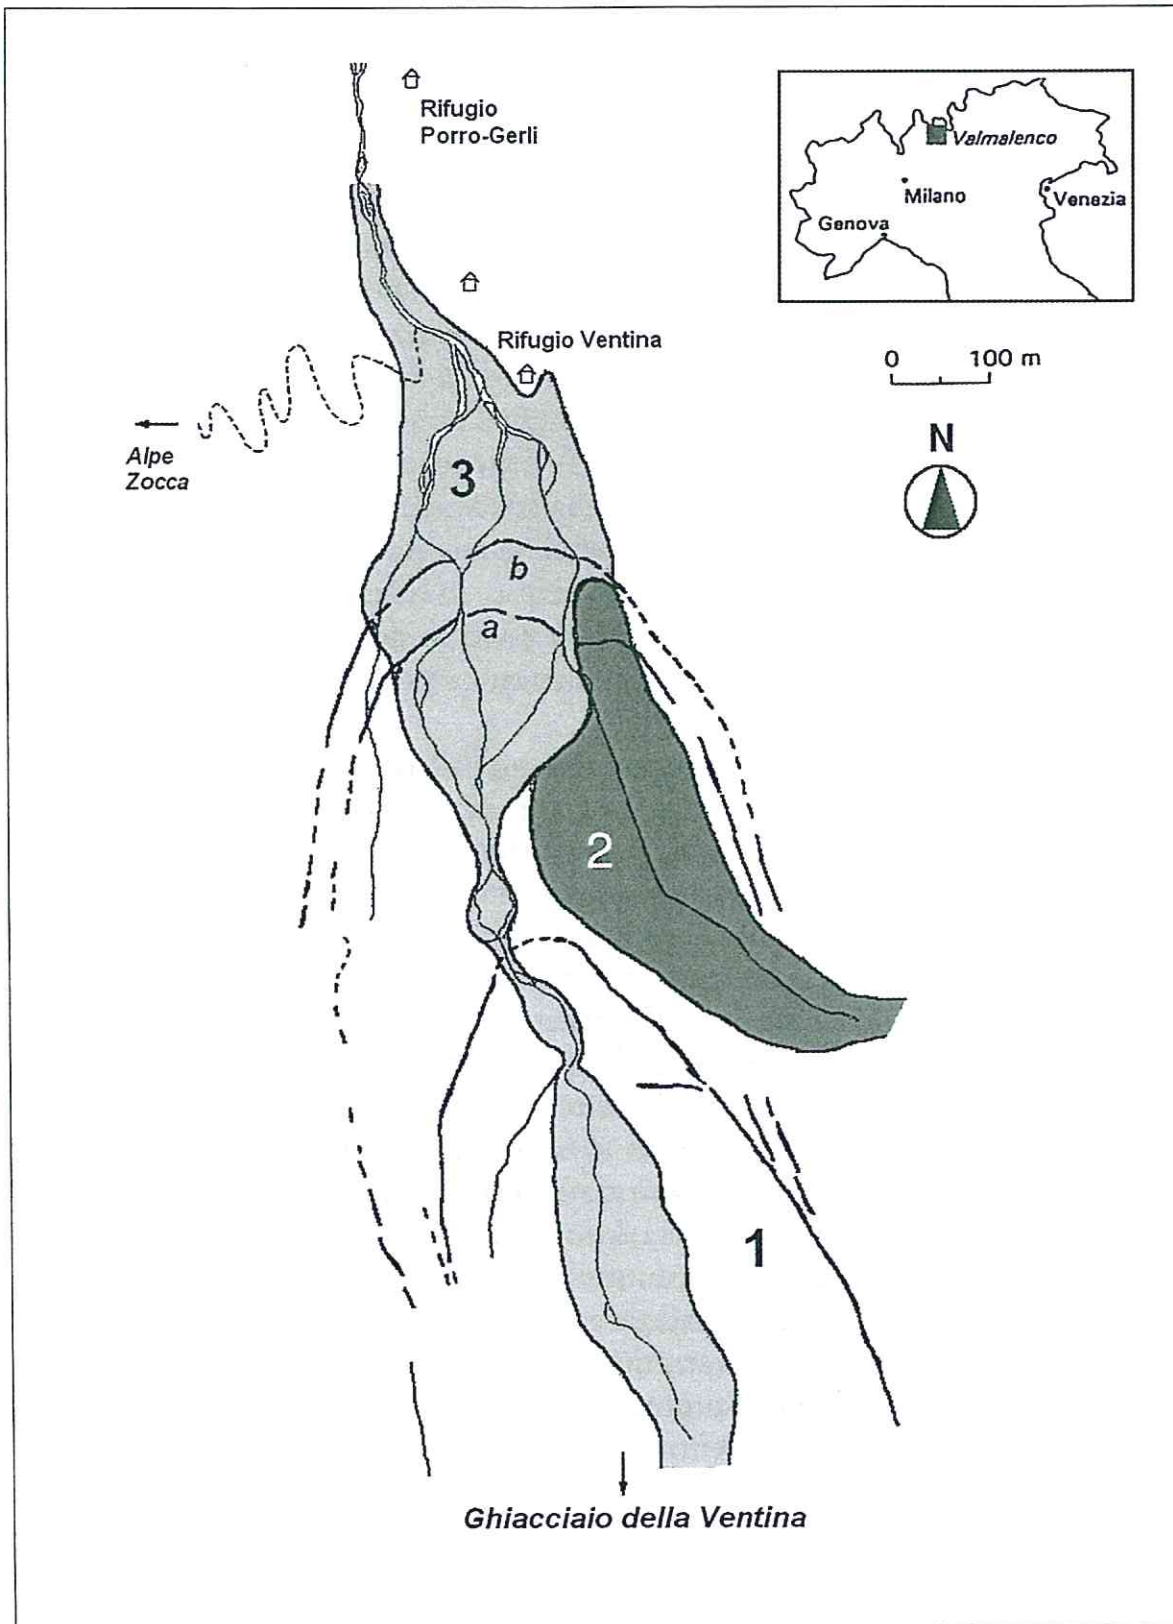 Rifugio
Porro-Gerli
Valmalenco
Milano
Venezia
Genova
Rifugio Ventina
0 100 m
N
Alpe
Zocca
3
b
a
2
1
Ghiacciaio della Ventina